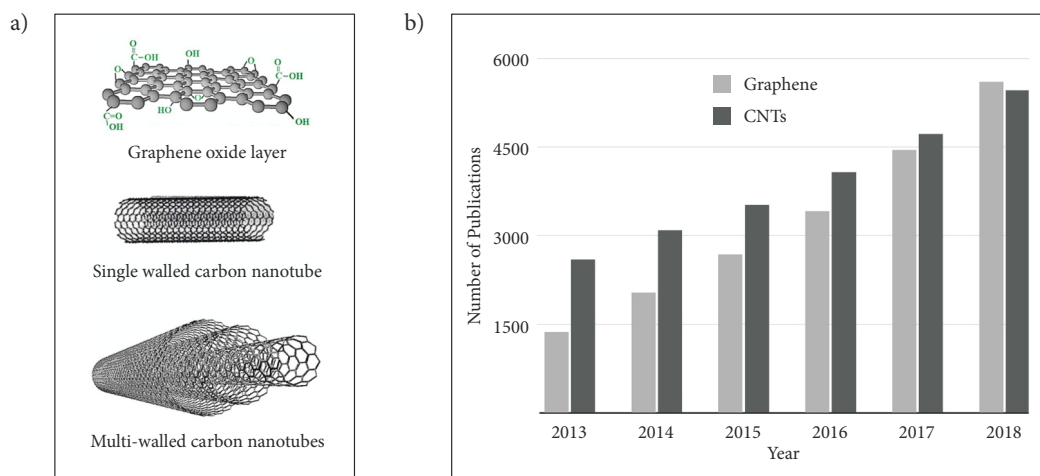 a)
O
C
OH
OH
O
O
O
C
OH
HO
O
C=O
OH
OH
Graphene oxide layer
Single walled carbon nanotube
Multi-walled carbon nanotubes
b)
Number of Publications
6000
4500
3000
1500
Graphene
CNTs
2013 2014 2015 2016 2017 2018
Year